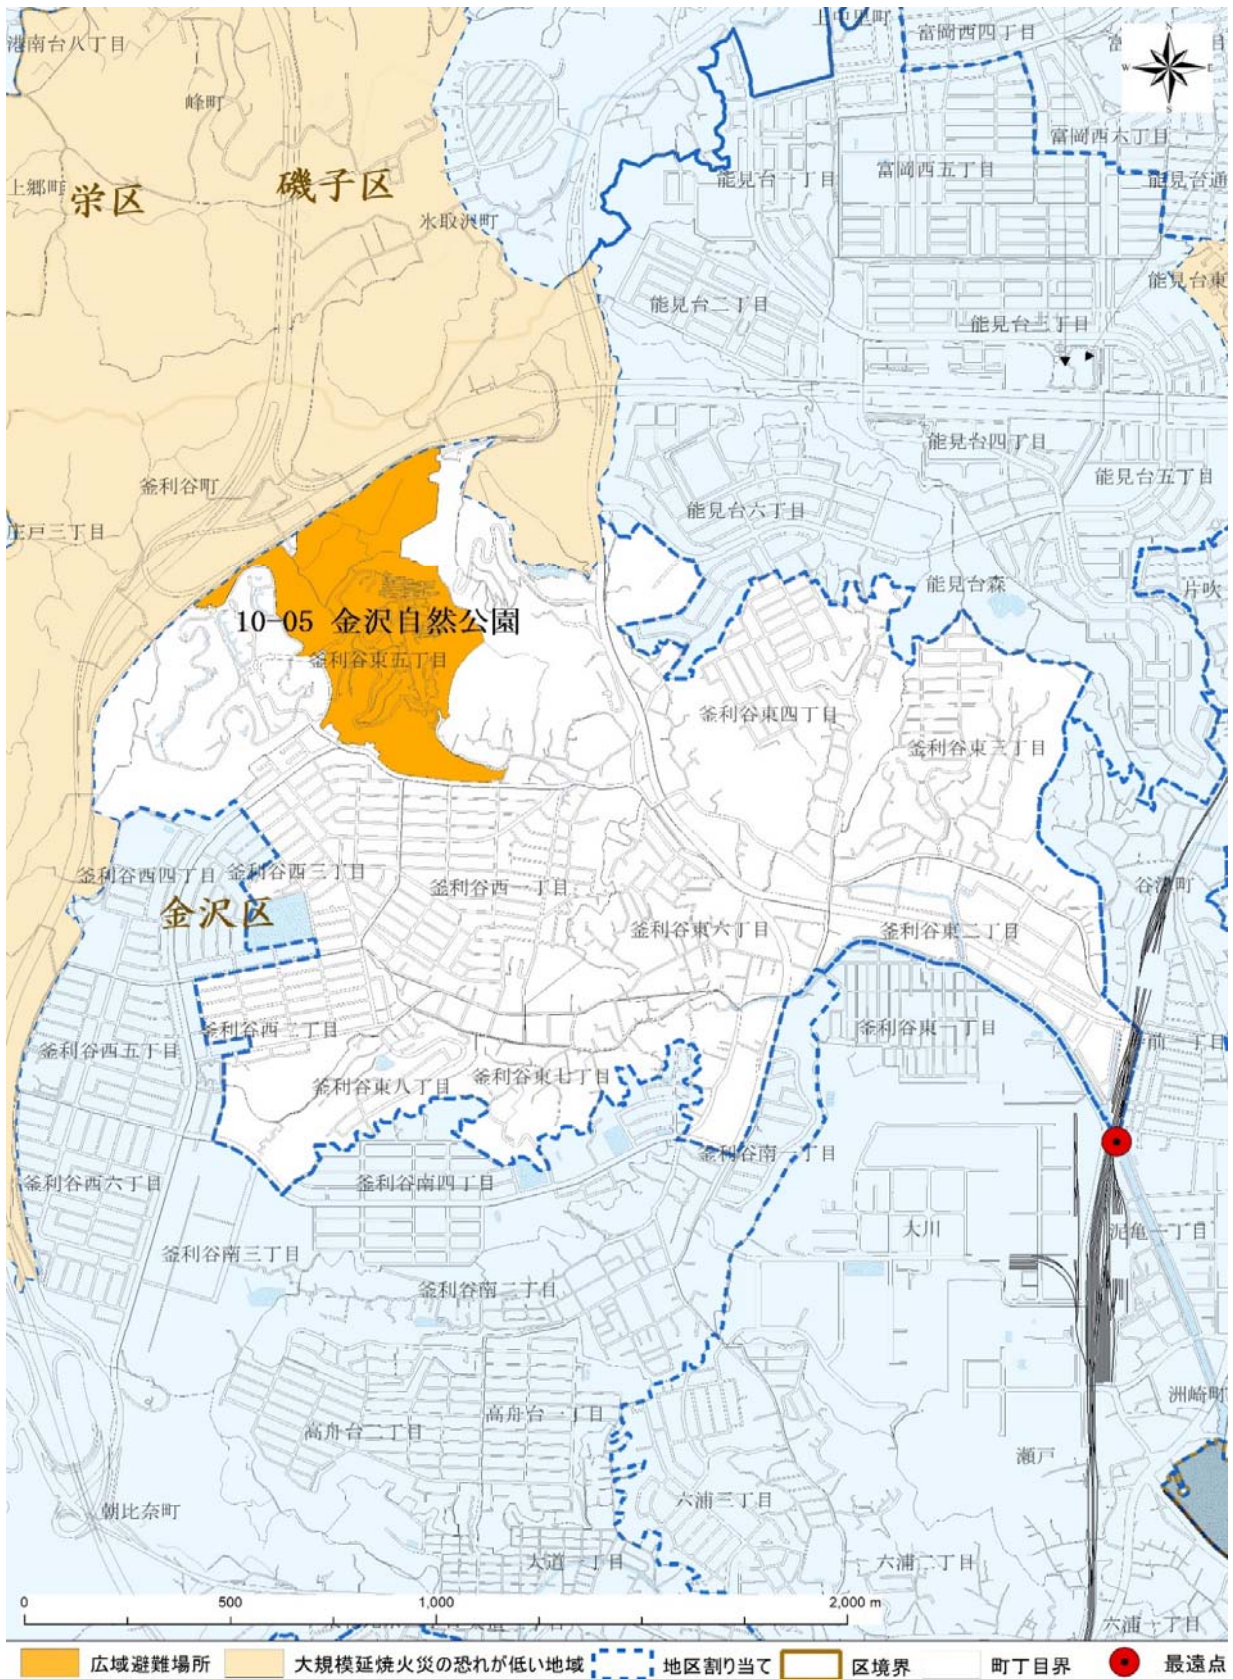 上中里町
富岡西四丁目
N
港南台八丁目
W
E
S
峰町
富岡西六丁目
富岡西五丁目
能見台一丁目
能見台通
上郷町
栄区
磯子区
氷取沢町
能見台東
能見台二丁目
能見台三丁目
能見台四丁目
能見台五丁目
釜利谷町
能見台六丁目
庄戸三丁目
能見台森
片吹
10-05 金沢自然公園
釜利谷東五丁目
釜利谷東四丁目
釜利谷東三丁目
釜利谷西四丁目
釜利谷西三丁目
釜利谷西一丁目
谷津町
金沢区
釜利谷東六丁目
釜利谷東二丁目
釜利谷西二丁目
釜利谷東一丁目
寺前一丁目
釜利谷西五丁目
釜利谷東八丁目
釜利谷東七丁目
釜利谷南一丁目
釜利谷西六丁目
釜利谷南四丁目
大川
泥亀一丁目
釜利谷南三丁目
釜利谷南二丁目
洲崎町
高舟台一丁目
高舟台二丁目
瀬戸
六浦三丁目
朝比奈町
大道一丁目
六浦二丁目
0 500 1,000 2,000 m
六浦一丁目
広域避難場所 大規模延焼火災の恐れが低い地域 地区割り当て 区境界 町丁目界 最遠点